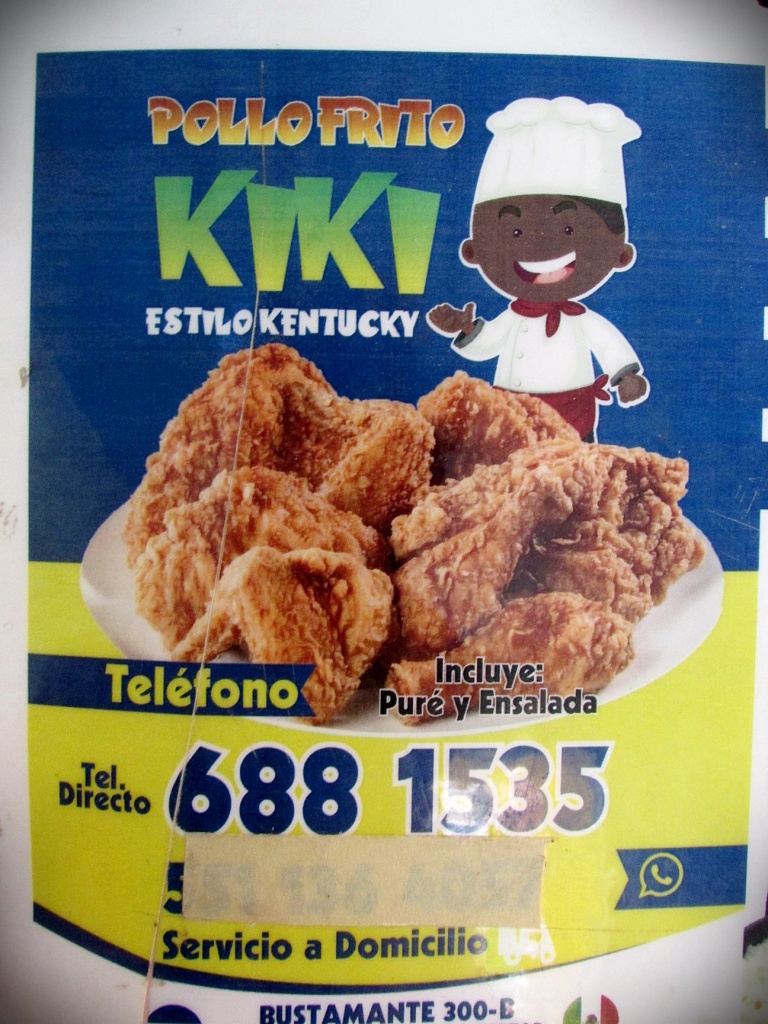 POLLO FRITO
KIKI
ESTILO KENTUCKY
Teléfono
Incluye:
Puré y Ensalada
Tel.
Directo
688 1535
Servicio a Domicilio
BUSTAMANTE 300-B